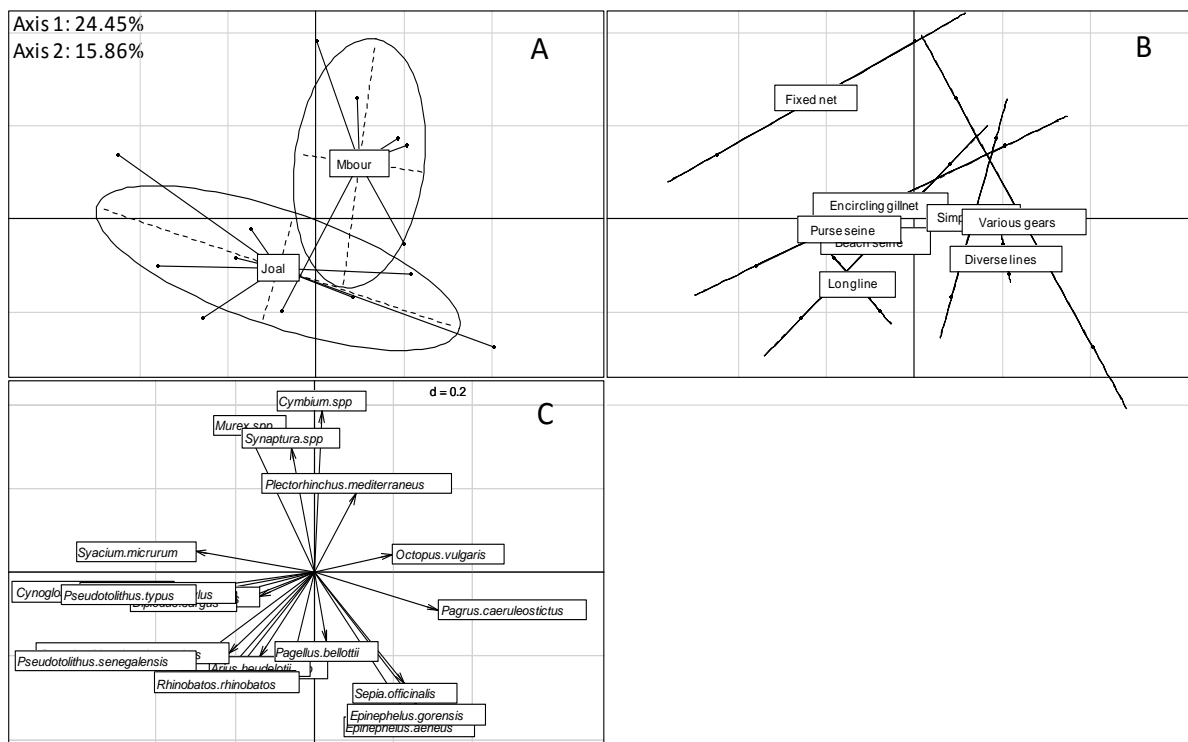 Axis 1: 24.45%
Axis 2: 15.86%
A
Mbour
Joal
B
Fixed net
Encircling gillnet
Various gears
Purse seine
Beach seine
Diverse lines
Longline
d = 0.2
C
Cymbium.spp
Murex.spp
Synaptura.spp
Plectorhinchus.mediterraneus
Syacium.micrurum
Octopus.vulgaris
Pseudotolithus.typus
Pagrus.caeruleostictus
Pagellus.bellottii
Pseudotolithus.senegalensis
Arius.heudelotii
Rhinobatos.rhinobatos
Sepia.officinalis
Epinephelus.gorensis
Epinephelus.aeneus